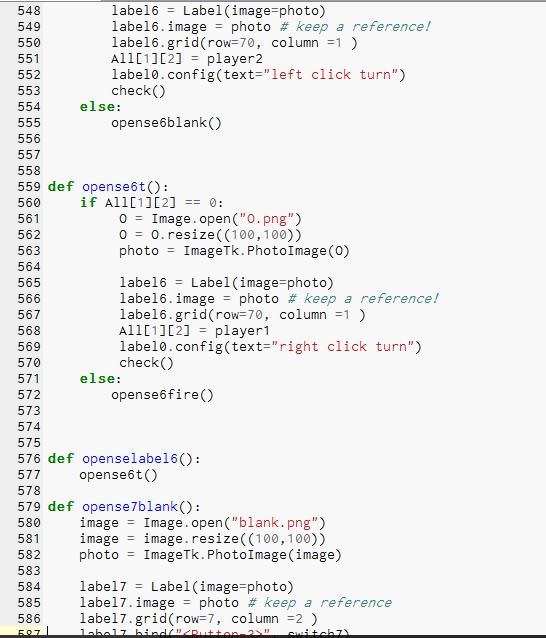 548         label6 = Label(image=photo)
549         label6.image = photo # keep a reference!
550         label6.grid(row=70, column =1 )
551         All[1][2] = player2
552         label0.config(text="left click turn")
553         check()
554     else:
555         opense6blank()
556
557
558
559 def opense6t():
560     if All[1][2] == 0:
561          O = Image.open("O.png")
562          O = O.resize((100,100))
563          photo = ImageTk.PhotoImage(O)
564
565          label6 = Label(image=photo)
566          label6.image = photo # keep a reference!
567          label6.grid(row=70, column =1 )
568          All[1][2] = player1
569          label0.config(text="right click turn")
570          check()
571     else:
572         opense6fire()
573
574
575
576 def openselabel6():
577     opense6t()
578
579 def opense7blank():
580     image = Image.open("blank.png")
581     image = image.resize((100,100))
582     photo = ImageTk.PhotoImage(image)
583
584     label7 = Label(image=photo)
585     label7.image = photo # keep a reference
586     label7.grid(row=7, column =2 )
587     label7.bind("<Button-3>", switch7)